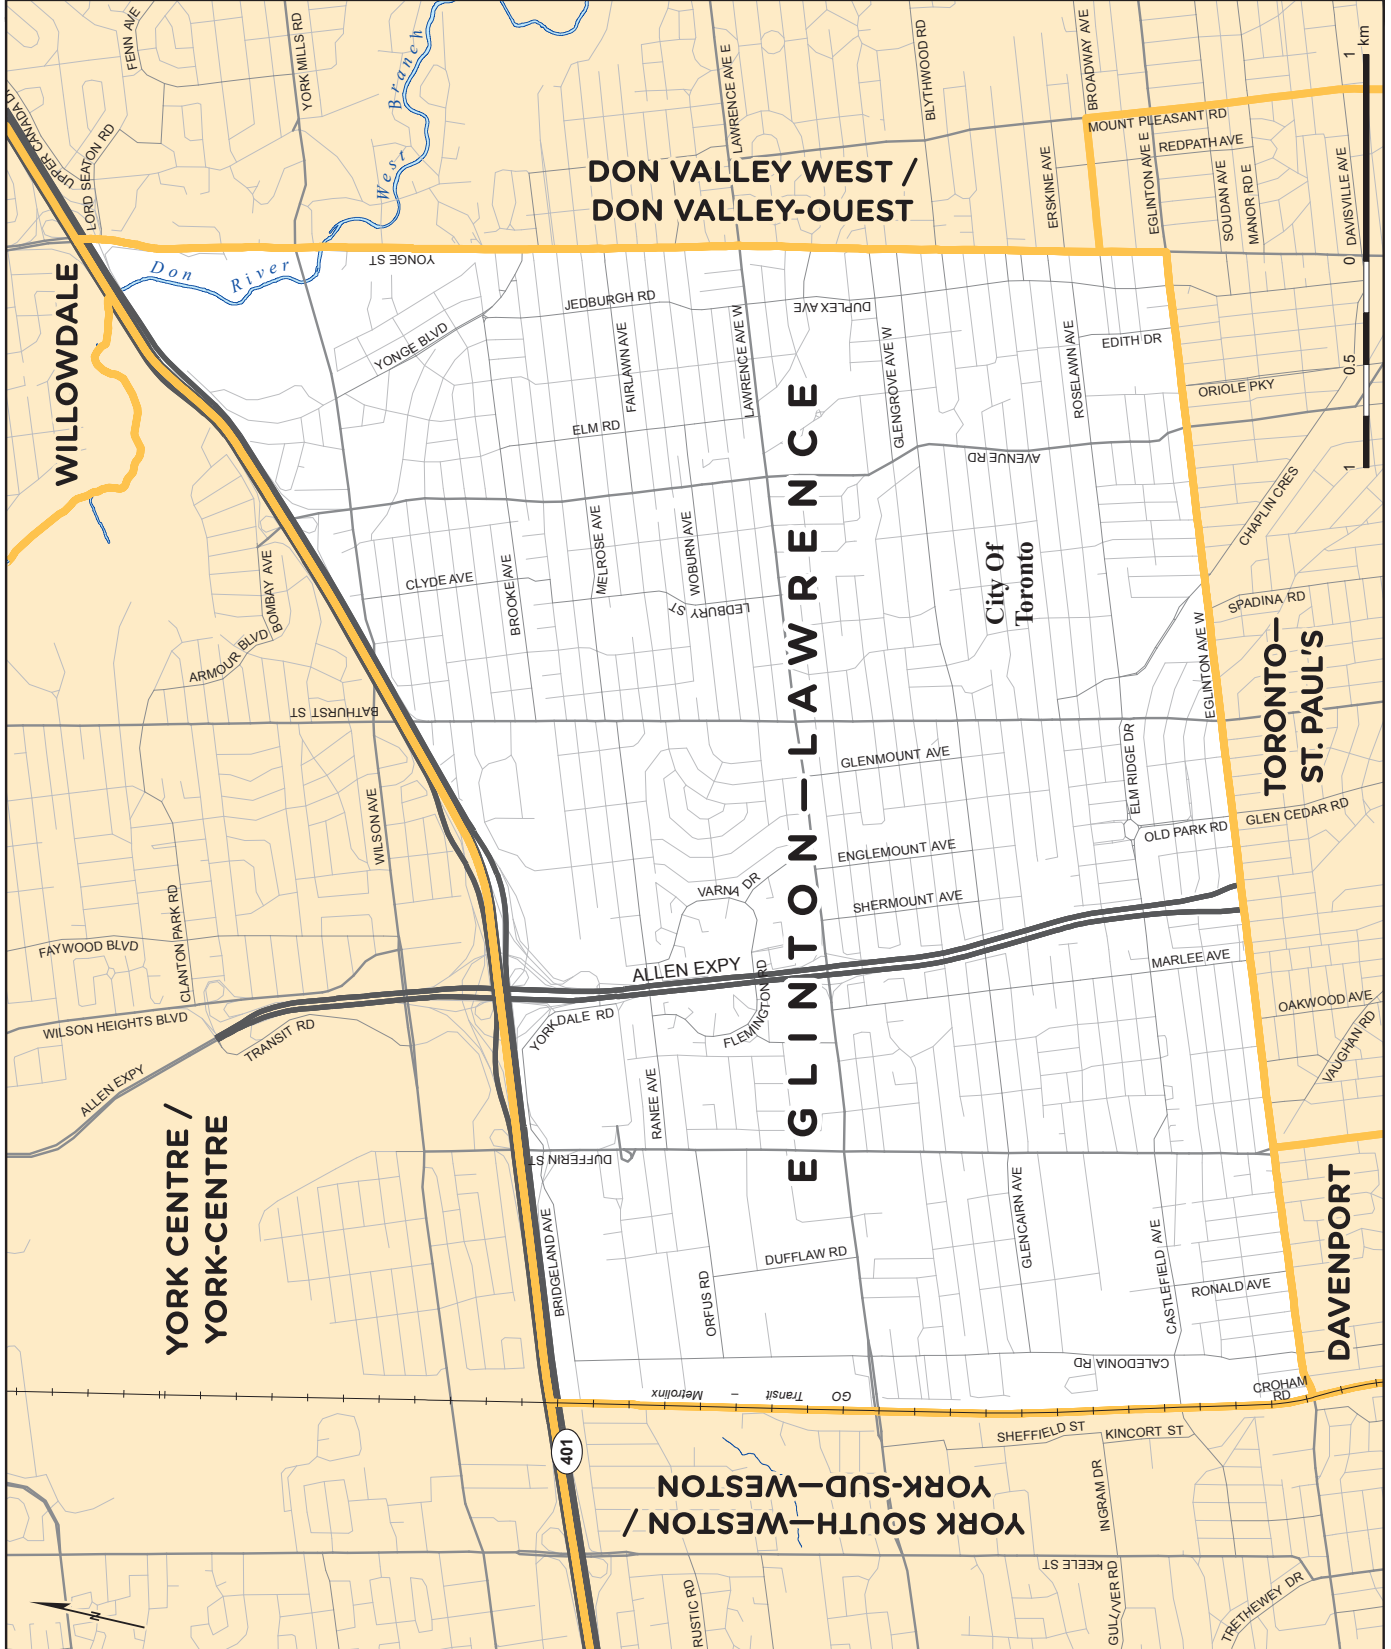 FENN AVE
YORK MILLS RD
UPPER CANADA DR
LORD SEATON RD
West Branch
LAWRENCE AVE E
BLYTHWOOD RD
BROADWAY AVE
MOUNT PLEASANT RD
REDPATH AVE
ERSKINE AVE
EGLINTON AVE E
SOUDAN AVE
MANOR RD E
DAVISVILLE AVE
1 km
0
0.5
1
DON VALLEY WEST /
DON VALLEY-OUEST
WILLOWDALE
Don River
YONGE ST
YONGE BLVD
JEDBURGH RD
FAIRLAWN AVE
LAWRENCE AVE W
DUPLEX AVE
GLENGROVE AVE W
ROSELAWN AVE
EDITH DR
ORIOLE PKY
ELM RD
AVENUE RD
CHAPLIN CRES
BOMBAY AVE
ARMOUR BLVD
CLYDE AVE
BROOKE AVE
MELROSE AVE
WOBURN AVE
LEDBURY ST
City Of
Toronto
SPADINA RD
EGLINTON AVE W
BATHURST ST
TORONTO—
ST. PAUL'S
WILSON AVE
GLENMOUNT AVE
ELM RIDGE DR
OLD PARK RD
GLEN CEDAR RD
ENGLEMOUNT AVE
VARNA DR
SHERMOUNT AVE
EGLINTON—LAWRENCE
FAYWOOD BLVD
CLANTON PARK RD
WILSON HEIGHTS BLVD
TRANSIT RD
ALLEN EXPY
ALLEN EXPY
YORKDALE RD
FLEMINGTON RD
MARLEE AVE
OAKWOOD AVE
VAUGHAN RD
RANEE AVE
YORK CENTRE /
YORK-CENTRE
DUFFERIN ST
BRIDGELAND AVE
ORFUS RD
DUFFLAW RD
GLENCAIRN AVE
CASTLEFIELD AVE
RONALD AVE
DAVENPORT
CALEDONIA RD
CROHAM
RD
GO Transit – Metrolinx
401
SHEFFIELD ST
KINCORT ST
YORK SOUTH—WESTON /
YORK-SUD—WESTON
INGRAM DR
KEELE ST
GULLIVER RD
TRETHEWEY DR
RUSTIC RD
N